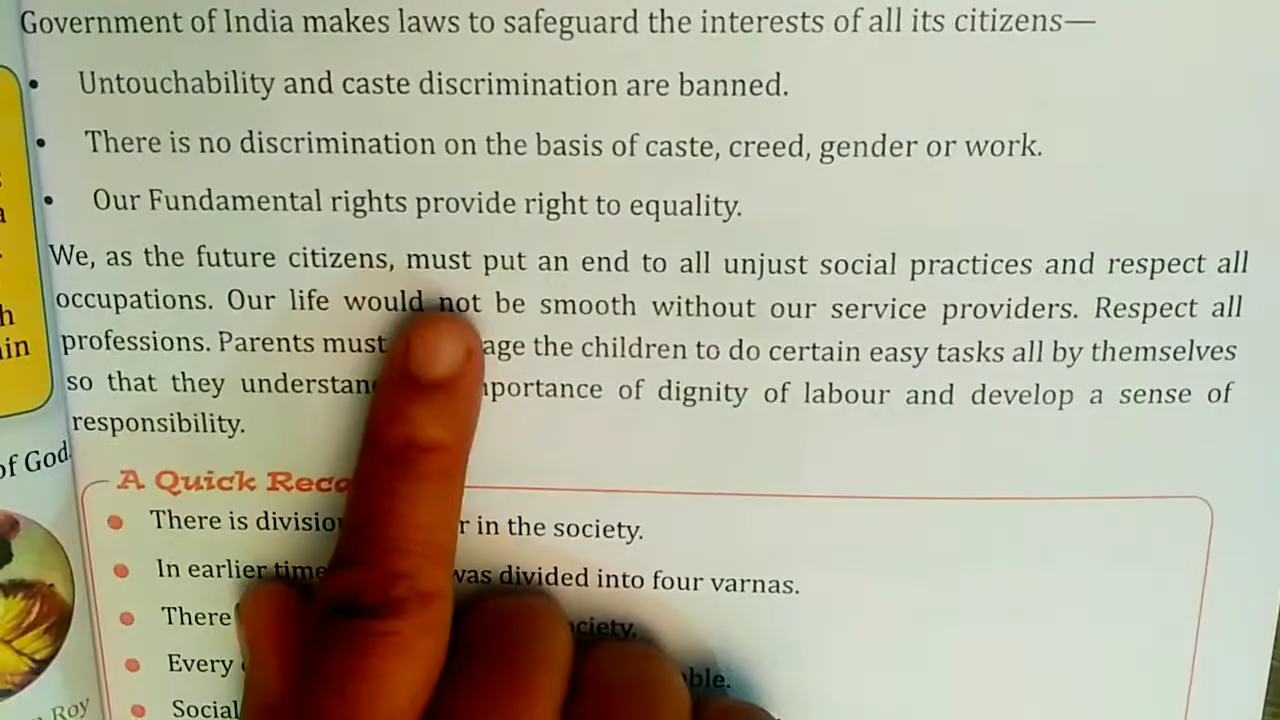 Government of India makes laws to safeguard the interests of all its citizens—
• Untouchability and caste discrimination are banned.
• There is no discrimination on the basis of caste, creed, gender or work.
• Our Fundamental rights provide right to equality.
We, as the future citizens, must put an end to all unjust social practices and respect all
occupations. Our life would not be smooth without our service providers. Respect all
professions. Parents must age the children to do certain easy tasks all by themselves
so that they understan mportance of dignity of labour and develop a sense of
responsibility.
of God
A Quick Reca
• There is divisio r in the society.
• In earlier time was divided into four varnas.
• There ciety.
• Every ble.
• Social
Roy